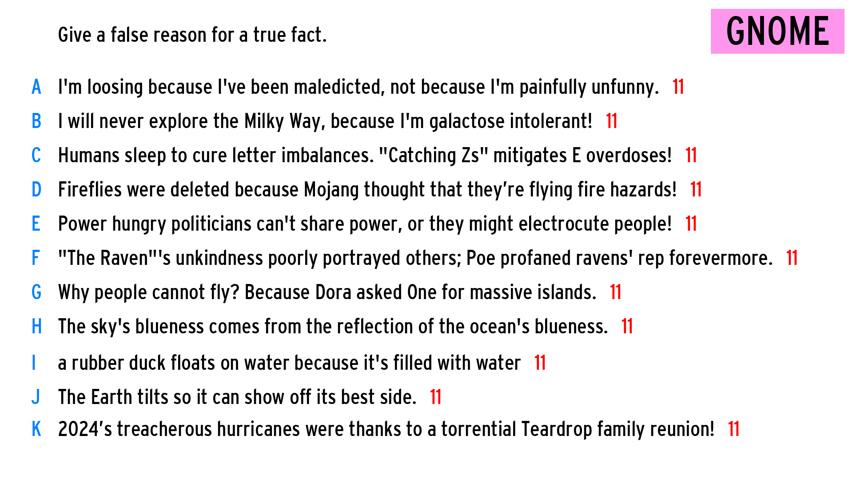 Give a false reason for a true fact.
GNOME
A I'm loosing because I've been maledicted, not because I'm painfully unfunny. 11
B I will never explore the Milky Way, because I'm galactose intolerant! 11
C Humans sleep to cure letter imbalances. "Catching Zs" mitigates E overdoses! 11
D Fireflies were deleted because Mojang thought that they’re flying fire hazards! 11
E Power hungry politicians can't share power, or they might electrocute people! 11
F "The Raven"'s unkindness poorly portrayed others; Poe profaned ravens' rep forevermore. 11
G Why people cannot fly? Because Dora asked One for massive islands. 11
H The sky's blueness comes from the reflection of the ocean's blueness. 11
I a rubber duck floats on water because it's filled with water 11
J The Earth tilts so it can show off its best side. 11
K 2024’s treacherous hurricanes were thanks to a torrential Teardrop family reunion! 11